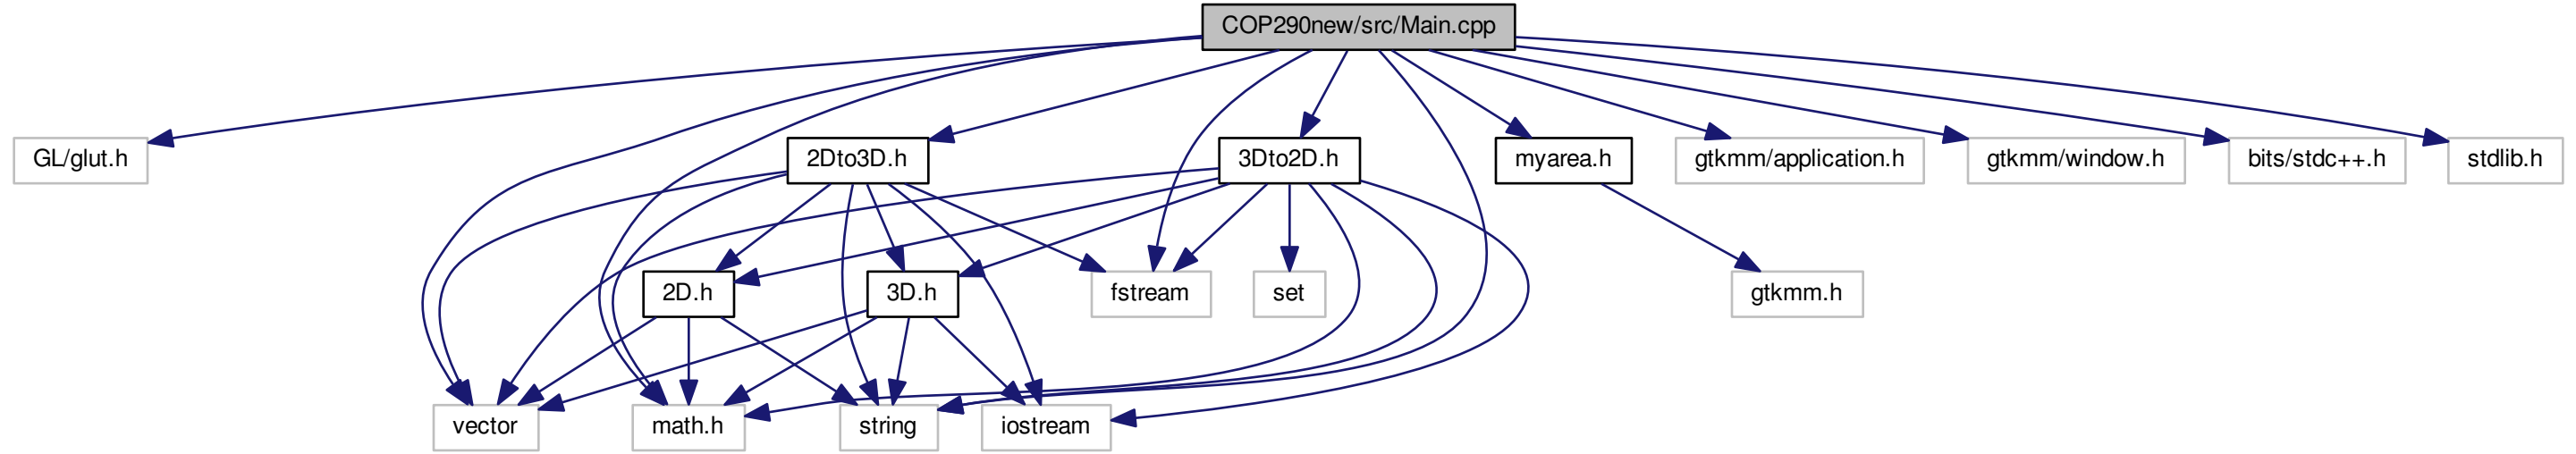 COP290new/src/Main.cpp
GL/glut.h
2Dto3D.h
3Dto2D.h
myarea.h
gtkmm/application.h
gtkmm/window.h
bits/stdc++.h
stdlib.h
2D.h
3D.h
fstream
set
gtkmm.h
vector
math.h
string
iostream